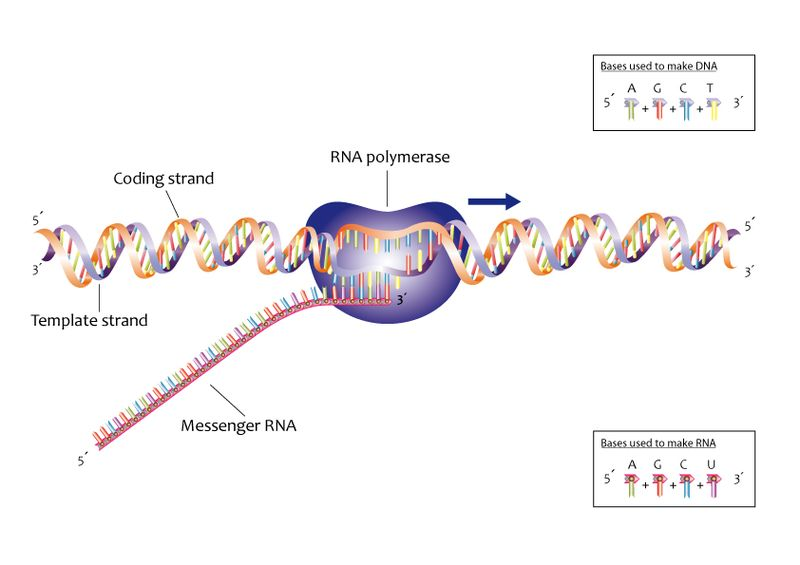 Bases used to make DNA
A G C T
5´ + + + 3´
RNA polymerase
Coding strand
5´ 5´
3´ 3´
3´
Template strand
Messenger RNA
5´
Bases used to make RNA
A G C U
5´ + + + 3´